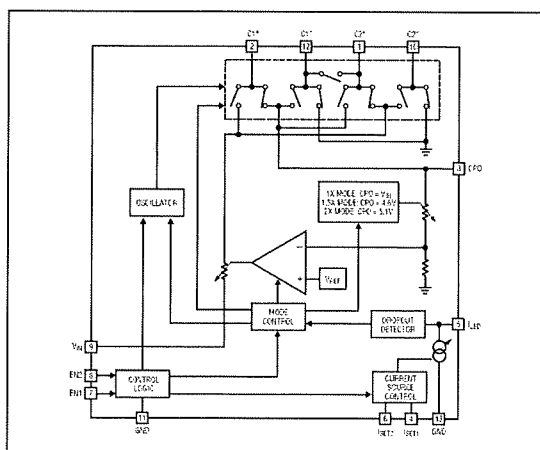 C1+ C1– C2+ C2–
2 12 1 10
3 CPO
OSCILLATOR
1X MODE: CPO = VIN
1.5X MODE: CPO = 4.6V
2X MODE: CPO = 5.1V
–
+
VREF
MODE
CONTROL
DROPOUT
DETECTOR
5 ILED
VIN 9
EN2 8
EN1 7
CONTROL
LOGIC
CURRENT
SOURCE
CONTROL
11 6 4 13
GND ISET2 ISET1 GND